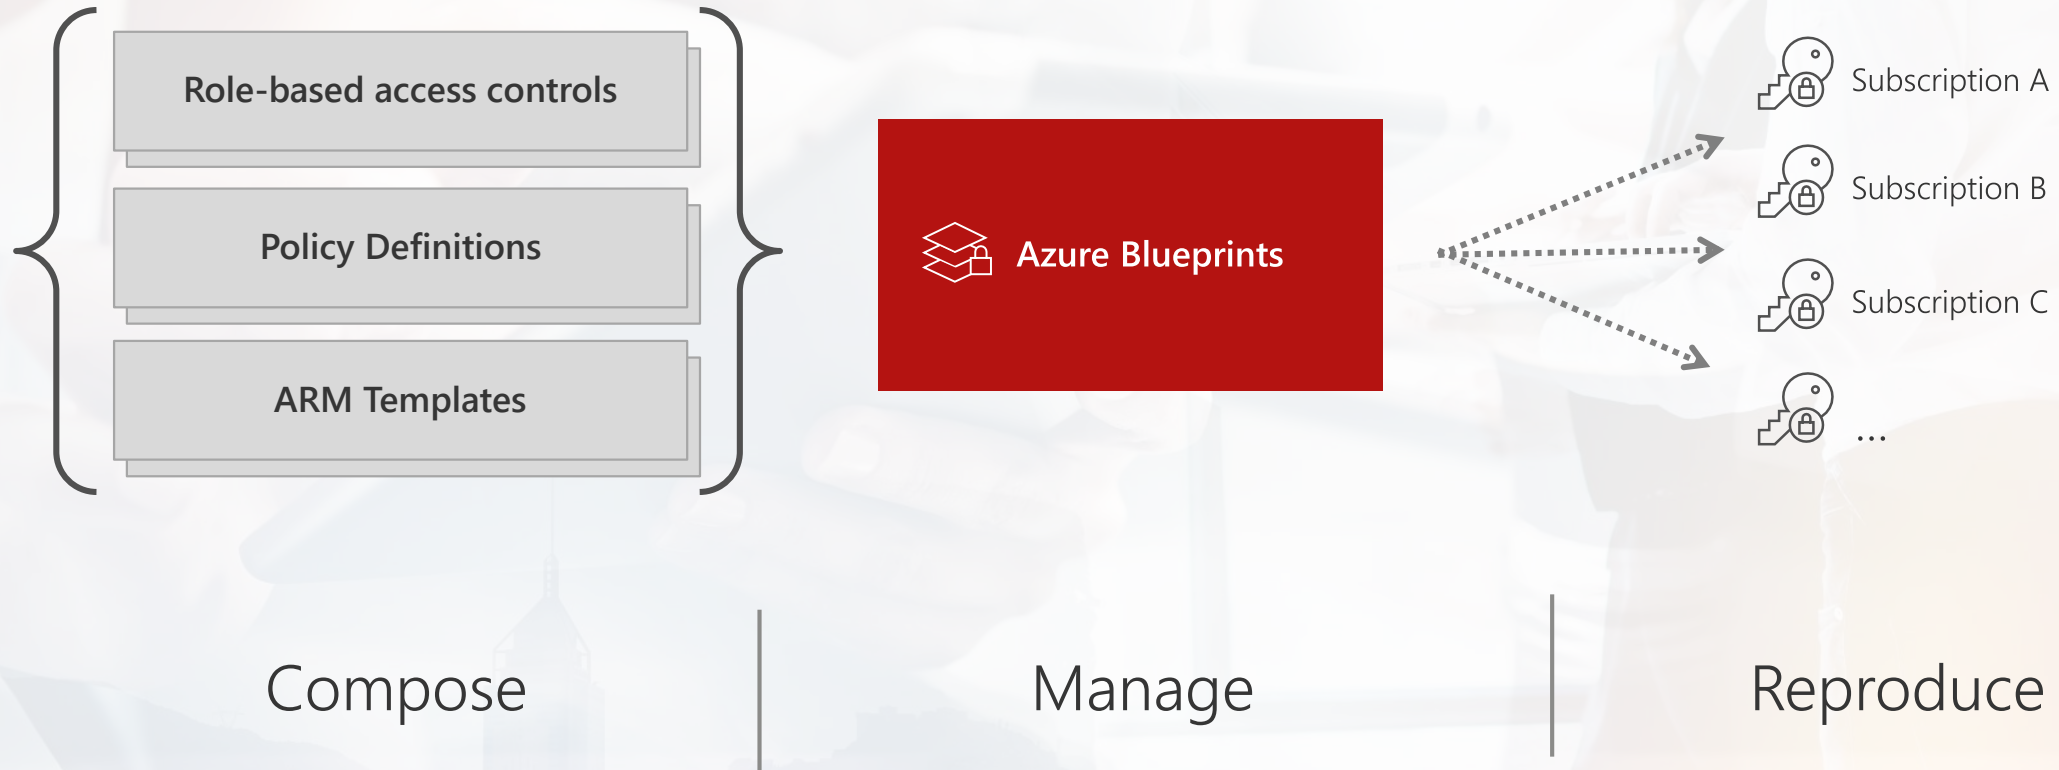 Role-based access controls
Policy Definitions
ARM Templates
Azure Blueprints
Subscription A
Subscription B
Subscription C
...
Compose
Manage
Reproduce